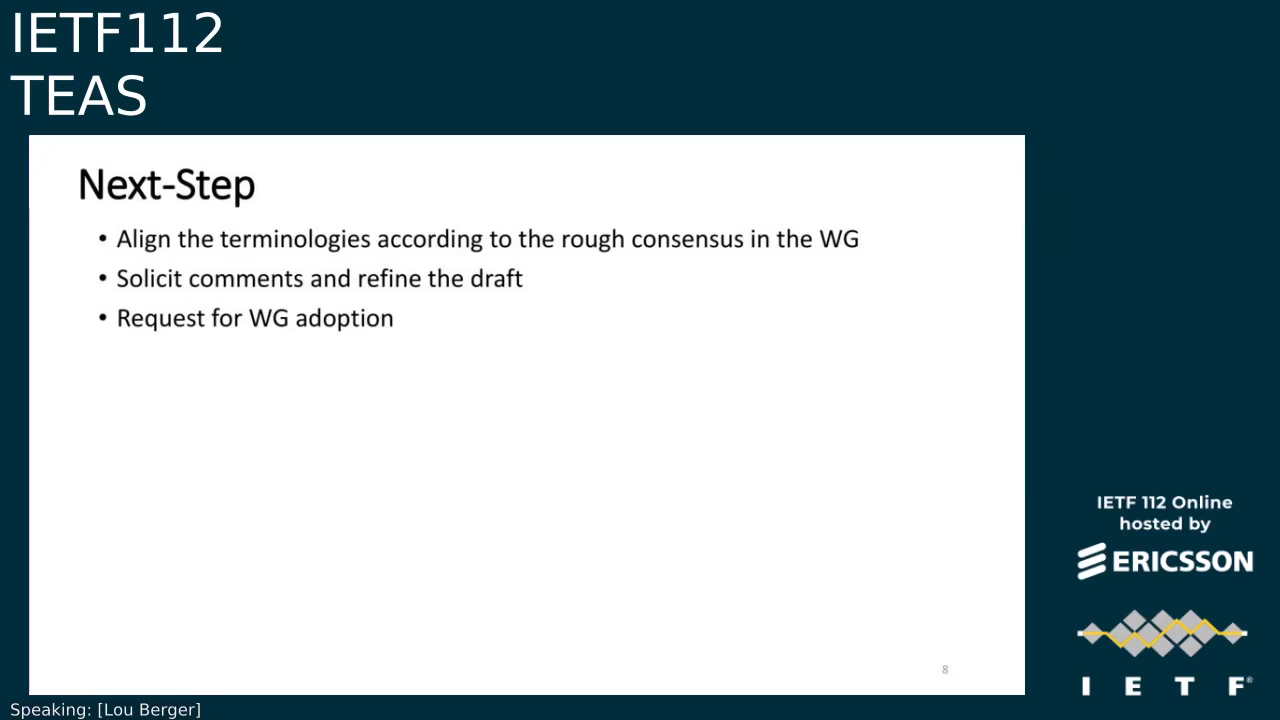 IETF112
TEAS
Next-Step
• Align the terminologies according to the rough consensus in the WG
• Solicit comments and refine the draft
• Request for WG adoption
8
IETF 112 Online
hosted by
ERICSSON
I E T F®
Speaking: [Lou Berger]